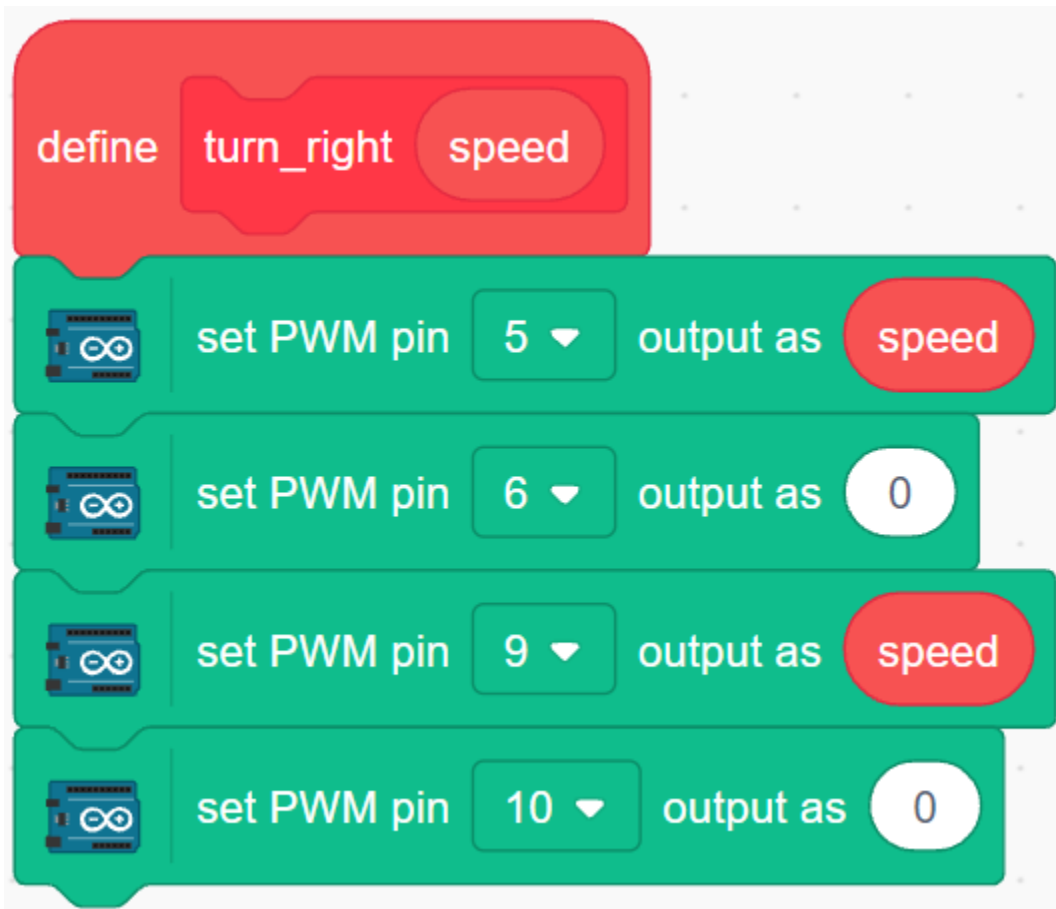 define turn_right speed
set PWM pin 5 output as speed
set PWM pin 6 output as 0
set PWM pin 9 output as speed
set PWM pin 10 output as 0